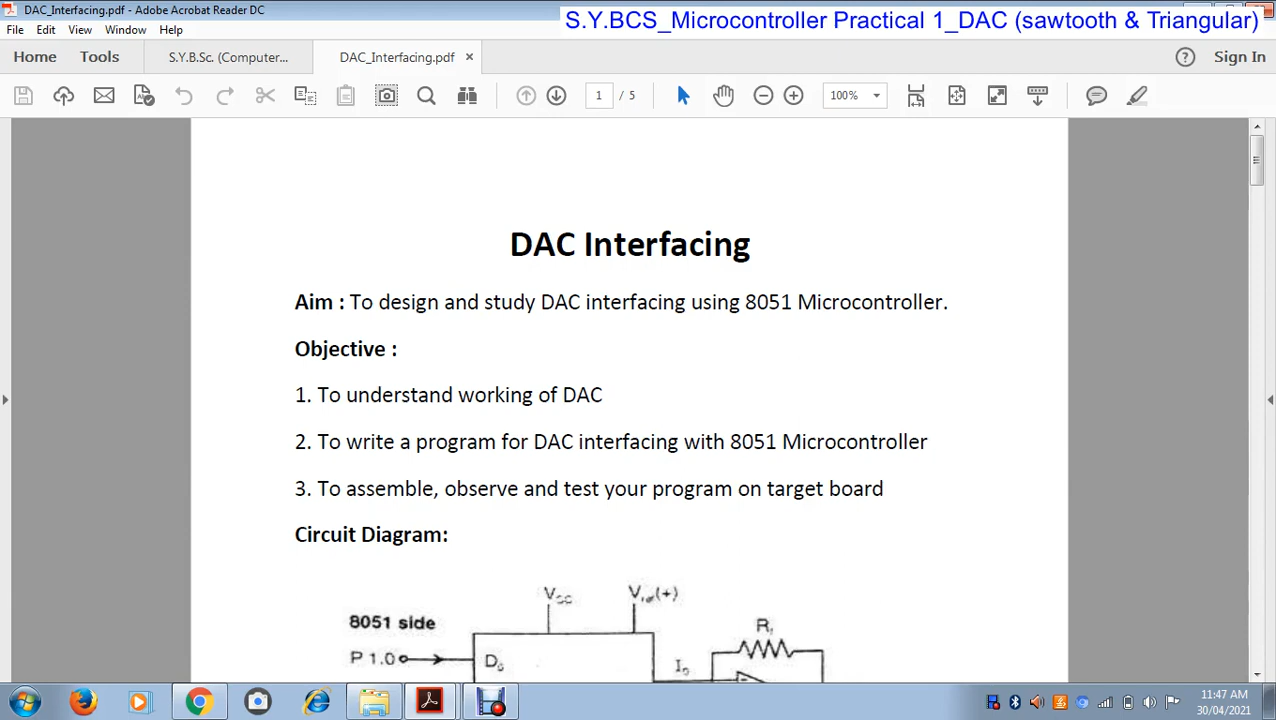 DAC_Interfacing.pdf - Adobe Acrobat Reader DC
S.Y.BCS_Microcontroller Practical 1_DAC (sawtooth & Triangular)
File Edit View Window Help
Home Tools S.Y.B.Sc. (Computer... DAC_Interfacing.pdf × Sign In
1 / 5 100%
DAC Interfacing
Aim : To design and study DAC interfacing using 8051 Microcontroller.
Objective :
1. To understand working of DAC
2. To write a program for DAC interfacing with 8051 Microcontroller
3. To assemble, observe and test your program on target board
Circuit Diagram:
Vcc Vref(+)
8051 side
P 1.0
D0
I0
11:47 AM
30/04/2021